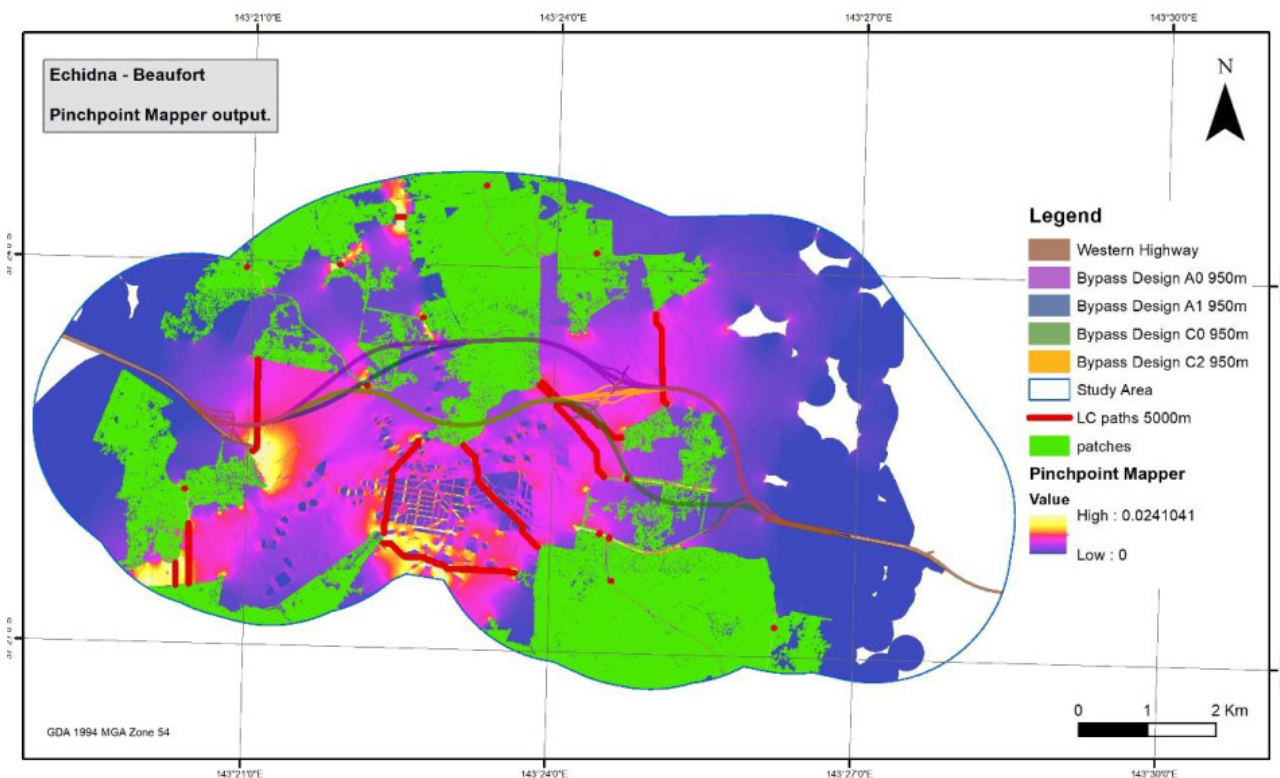 143°21'0"E 143°24'0"E 143°27'0"E 143°30'0"E
Echidna - Beaufort
Pinchpoint Mapper output.
N
Legend
Western Highway
Bypass Design A0 950m
Bypass Design A1 950m
Bypass Design C0 950m
Bypass Design C2 950m
Study Area
LC paths 5000m
patches
Pinchpoint Mapper
Value
High : 0.0241041
Low : 0
0 1 2 Km
GDA 1994 MGA Zone 54
143°21'0"E 143°24'0"E 143°27'0"E 143°30'0"E